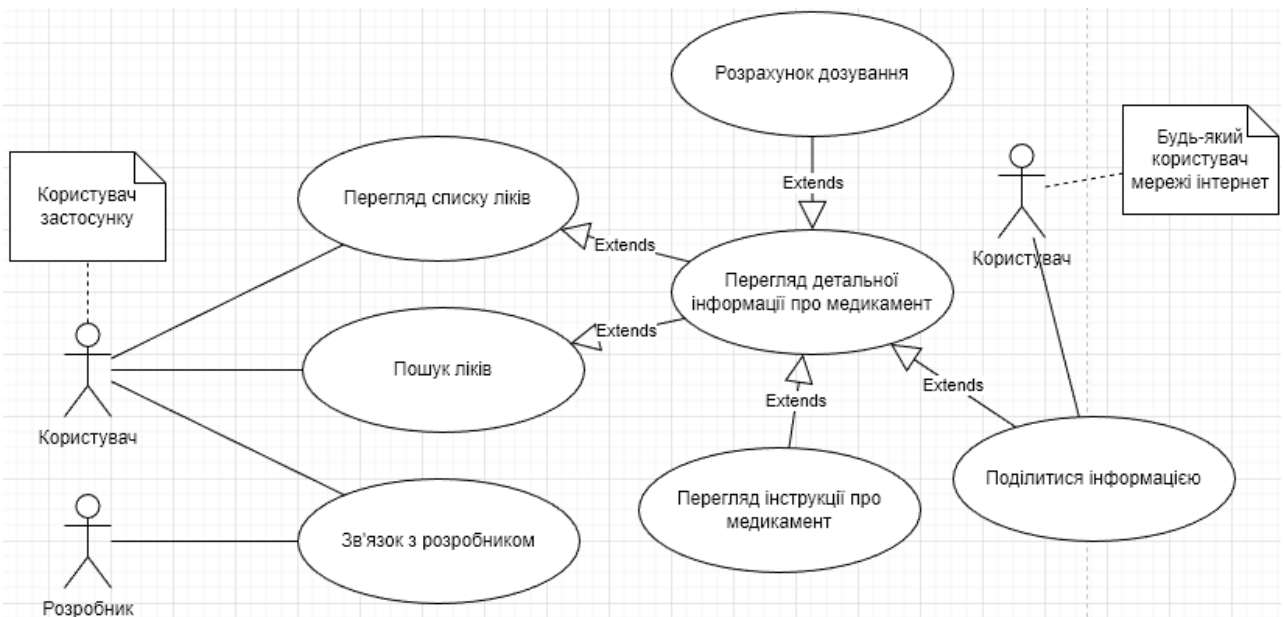 Розрахунок дозування
Будь-який
користувач
мережі інтернет
Користувач
застосунку
Перегляд списку ліків
Extends
Extends
Користувач
Перегляд детальної
інформації про медикамент
Extends
Пошук ліків
Extends
Extends
Користувач
Поділитися інформацією
Перегляд інструкції про
медикамент
Зв'язок з розробником
Розробник